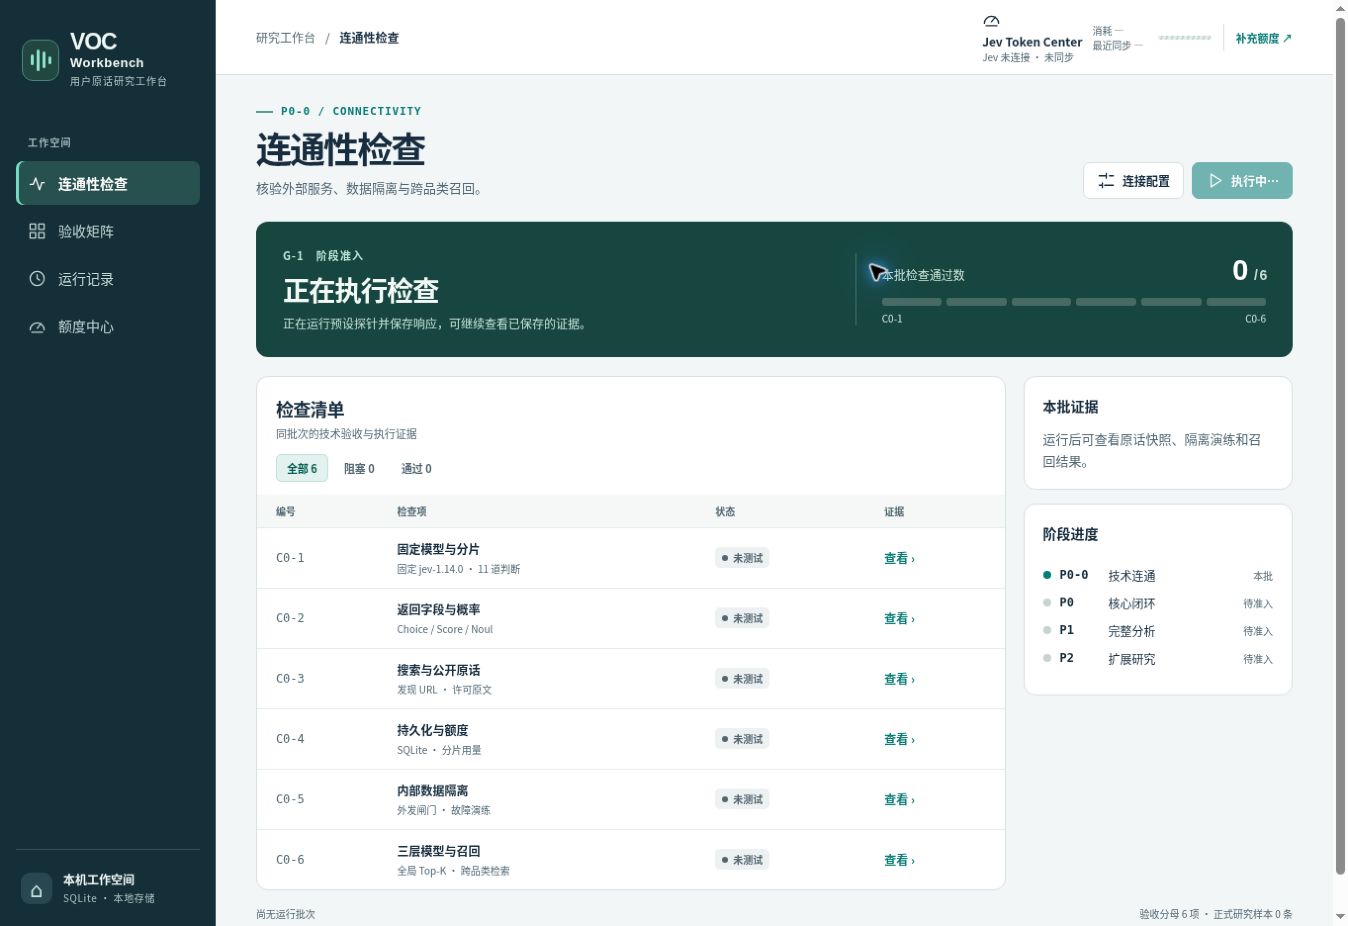 VOC
Workbench
用户原话研究工作台
工作空间
连通性检查
验收矩阵
运行记录
额度中心
本机工作空间
SQLite · 本地存储
研究工作台 / 连通性检查
Jev Token Center
Jev 未连接 · 未同步
消耗 —
最近同步 —
补充额度 ↗
P0-0 / CONNECTIVITY
连通性检查
核验外部服务、数据隔离与跨品类召回。
连接配置
执行中…
G-1 阶段准入
正在执行检查
正在运行预设探针并保存响应，可继续查看已保存的证据。
本批检查通过数
0 /6
C0-1
C0-6
检查清单
同批次的技术验收与执行证据
全部 6
阻塞 0
通过 0
编号 检查项 状态 证据
C0-1 固定模型与分片 未测试 查看 ›
固定 jev-1.14.0 · 11 道判断
C0-2 返回字段与概率 未测试 查看 ›
Choice / Score / Noul
C0-3 搜索与公开原话 未测试 查看 ›
发现 URL · 许可原文
C0-4 持久化与额度 未测试 查看 ›
SQLite · 分片用量
C0-5 内部数据隔离 未测试 查看 ›
外发闸门 · 故障演练
C0-6 三层模型与召回 未测试 查看 ›
全局 Top-K · 跨品类检索
本批证据
运行后可查看原话快照、隔离演练和召
回结果。
阶段进度
P0-0 技术连通 本批
P0 核心闭环 待准入
P1 完整分析 待准入
P2 扩展研究 待准入
尚无运行批次
验收分母 6 项 · 正式研究样本 0 条